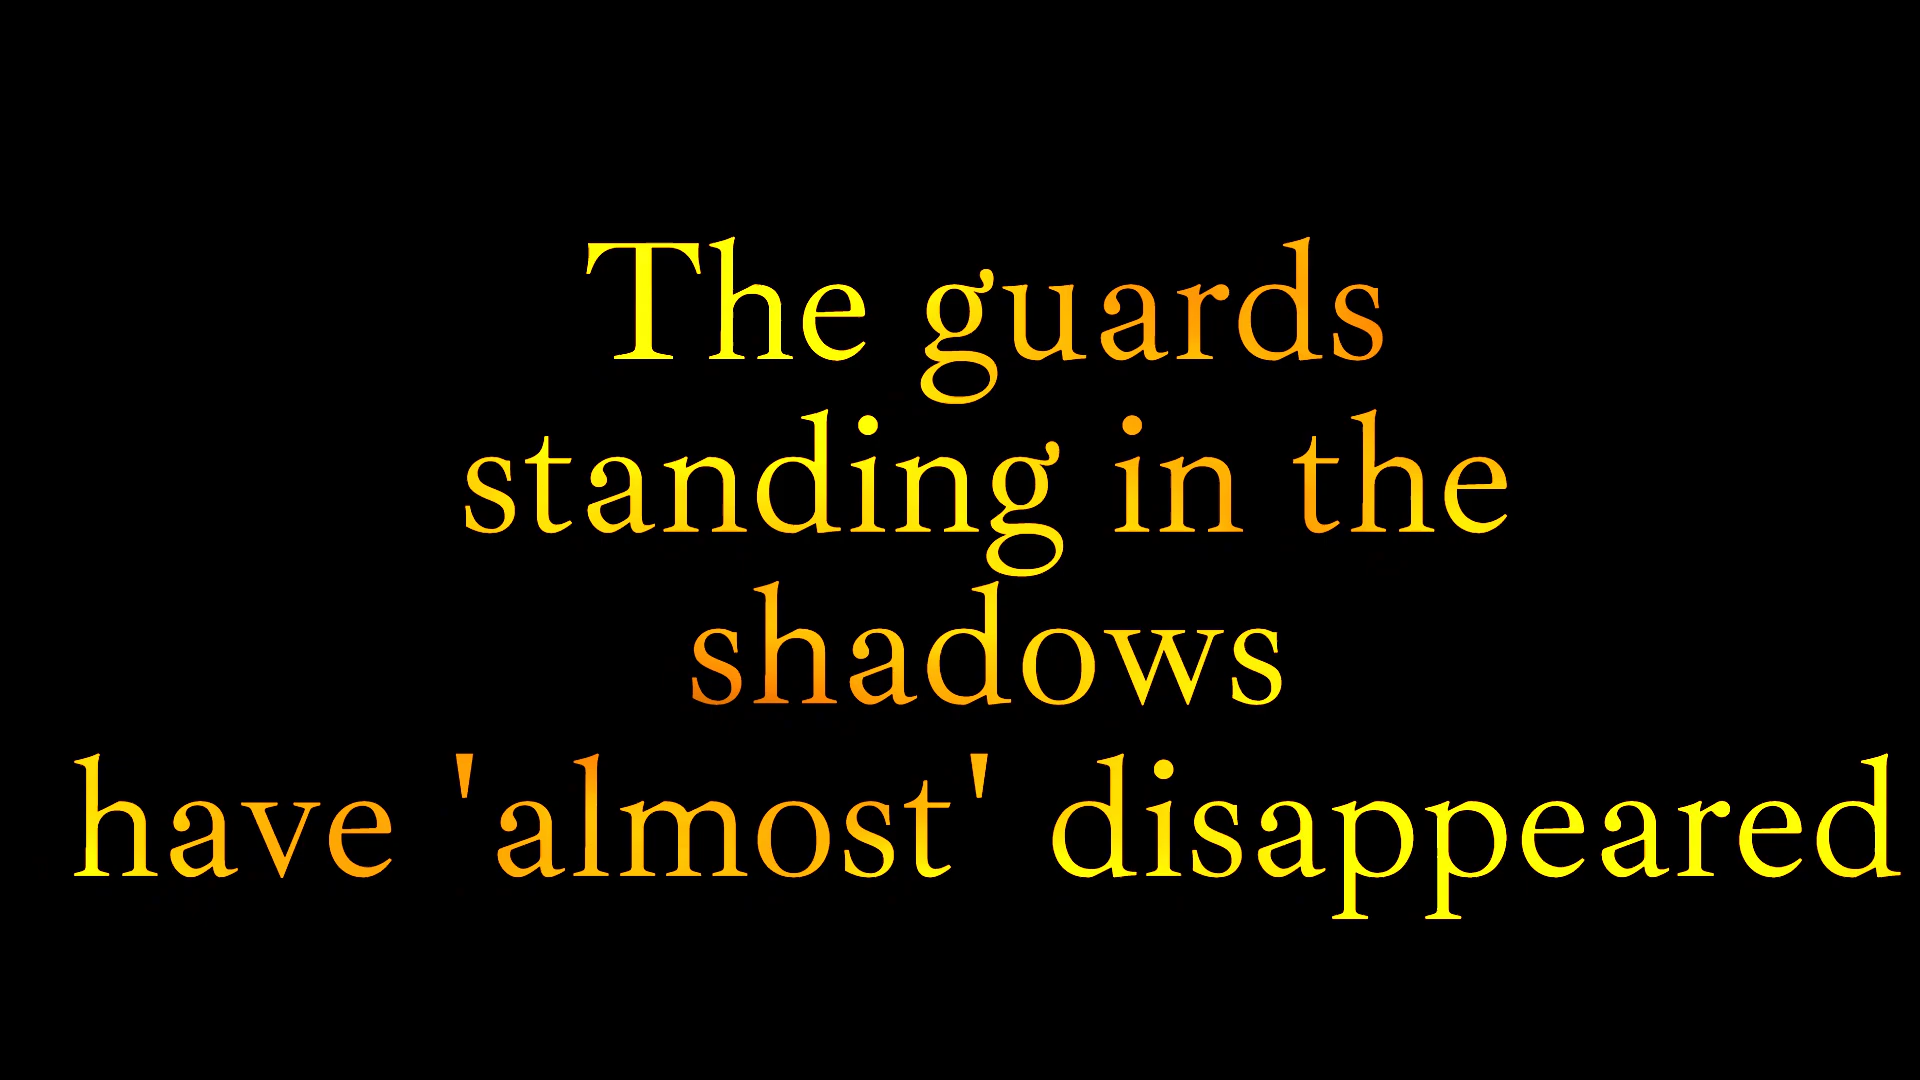 The guards
standing in the
shadows
have 'almost' disappeared